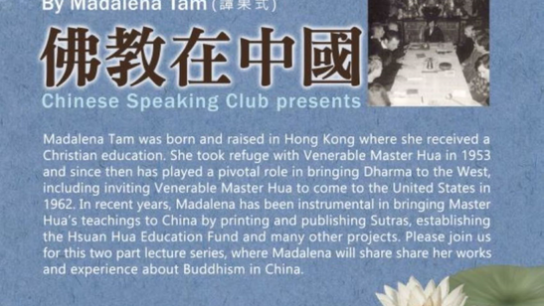 By Madalena Tam (譚果式)
佛教在中國
Chinese Speaking Club presents
Madalena Tam was born and raised in Hong Kong where she received a
Christian education. She took refuge with Venerable Master Hua in 1953
and since then has played a pivotal role in bringing Dharma to the West,
including inviting Venerable Master Hua to come to the United States in
1962. In recent years, Madalena has been instrumental in bringing Master
Hua's teachings to China by printing and publishing Sutras, establishing
the Hsuan Hua Education Fund and many other projects. Please join us
for this two part lecture series, where Madalena will share share her works
and experience about Buddhism in China.